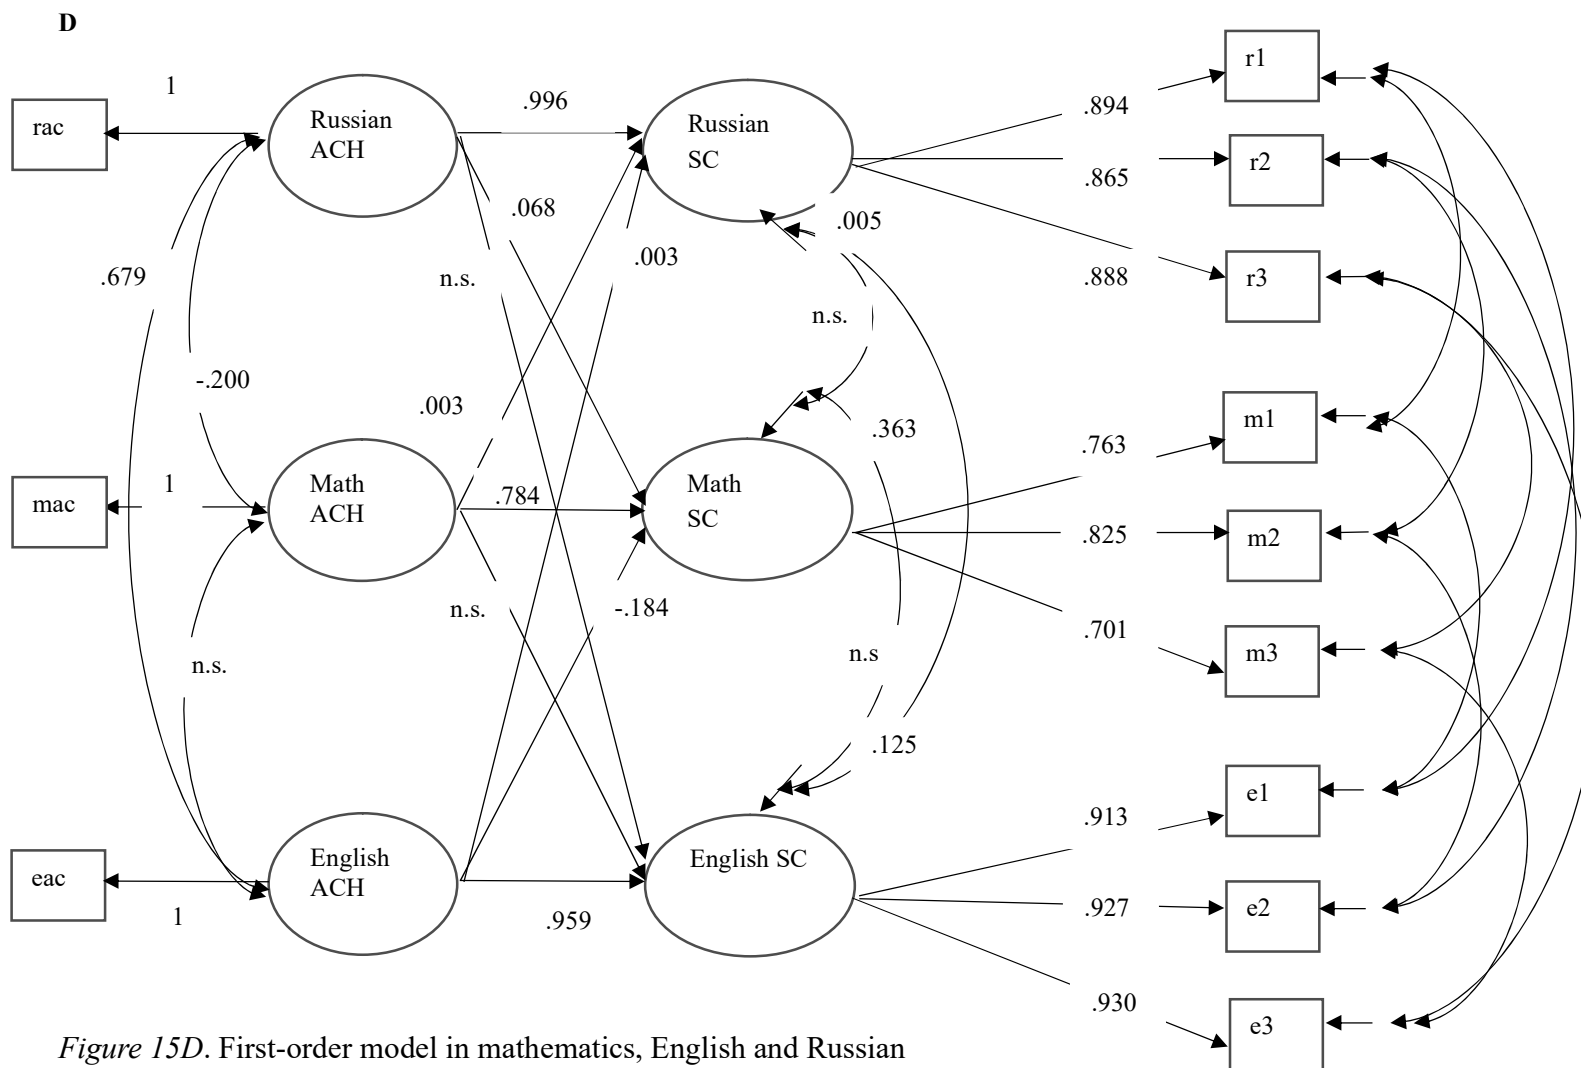 D
r1
1
.996
.894
rac
Russian
ACH
Russian
SC
r2
.865
.068
.005
.003
.679
n.s.
.888
r3
n.s.
-.200
.003
.363
.763
m1
1
mac
Math
ACH
.784
Math
SC
.825
m2
n.s.
-.184
.701
m3
n.s.
n.s
.125
e1
.913
English
ACH
English SC
eac
1
.959
.927
e2
.930
e3
Figure 15D. First-order model in mathematics, English and Russian